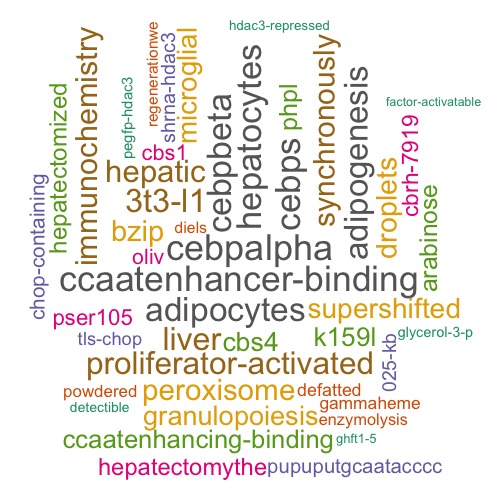 hdac3-repressed
immunochemistry
pegfp-hdac3
regenerationwe
shrna-hdac3
microglial
cebpbeta
hepatocytes
cebps
phpl
synchronously
adipogenesis
droplets
factor-activatable
cbrh-7919
arabinose
hepatectomized
chop-containing
cbs1
hepatic
3t3-l1
bzip
diels
oliv
cebpalpha
ccaatenhancer-binding
adipocytes
supershifted
pser105
tls-chop
liver
cbs4
k159l
glycerol-3-p
025-kb
proliferator-activated
powdered
peroxisome
defatted
detectible
gammaheme
granulopoiesis
enzymolysis
ccaatenhancing-binding
ghft1-5
hepatectomythe
pupuputgcaatacccc